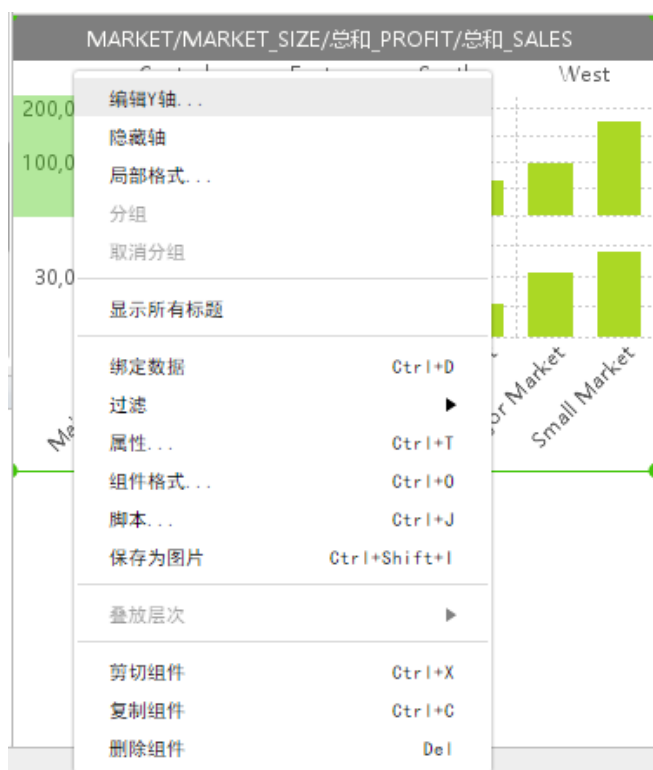 MARKET/MARKET_SIZE/总和_PROFIT/总和_SALES
West
200,0
编辑Y轴...
隐藏轴
100,0
局部格式...
分组
取消分组
30,0
显示所有标题
绑定数据 Ctrl+D
过滤
属性... Ctrl+T
组件格式... Ctrl+O
脚本... Ctrl+J
保存为图片 Ctrl+Shift+I
叠放层次
剪切组件 Ctrl+X
复制组件 Ctrl+C
删除组件 Del
Market
Small Market